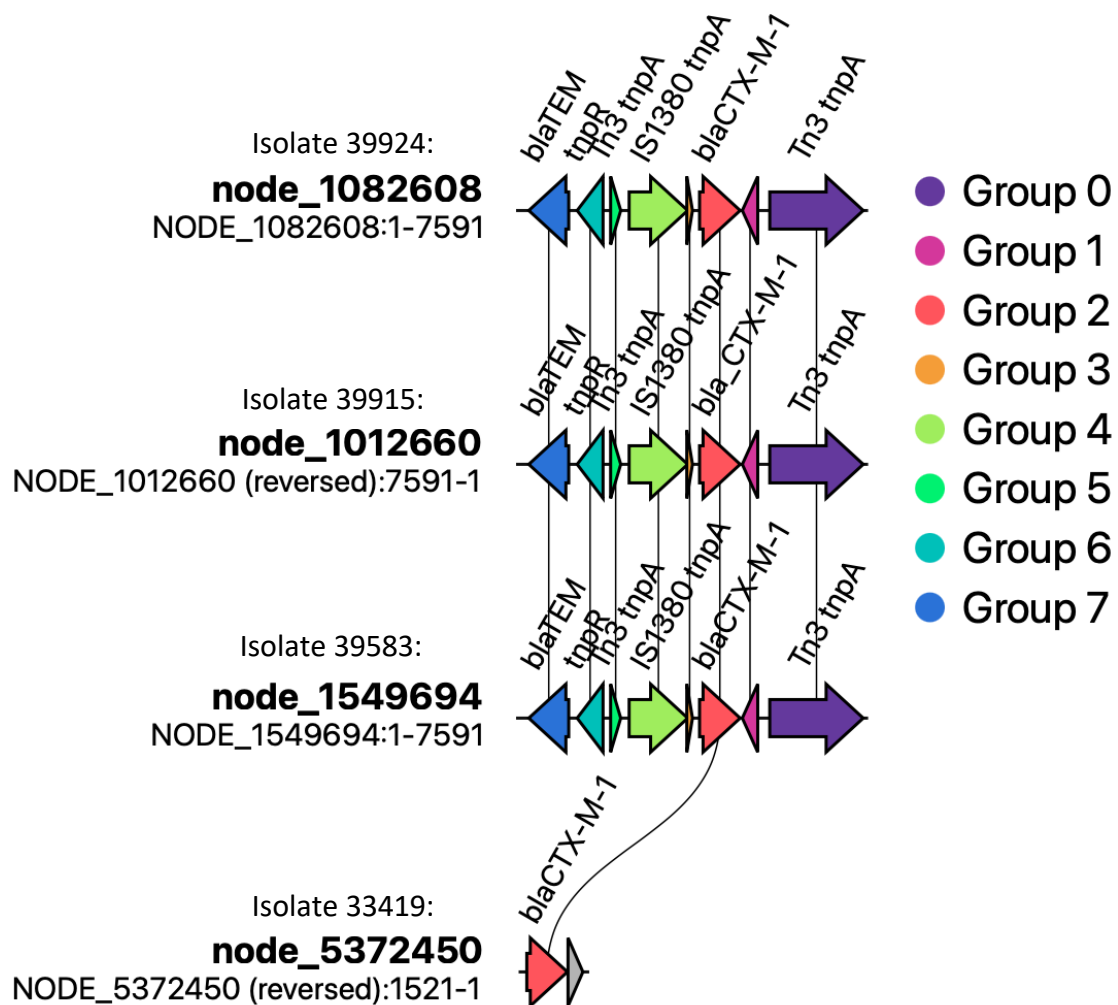 blaTEM
tnpR
Tn3 tnpA
IS1380 tnpA
blaCTX-M-1
Tn3 tnpA
Isolate 39924:
node_1082608
NODE_1082608:1-7591
blaTEM
tnpR
Tn3 tnpA
IS1380 tnpA
bla_CTX-M-1
Tn3 tnpA
Isolate 39915:
node_1012660
NODE_1012660 (reversed):7591-1
blaTEM
tnpR
Tn3 tnpA
IS1380 tnpA
blaCTX-M-1
Tn3 tnpA
Isolate 39583:
node_1549694
NODE_1549694:1-7591
blaCTX-M-1
Isolate 33419:
node_5372450
NODE_5372450 (reversed):1521-1
Group 0
Group 1
Group 2
Group 3
Group 4
Group 5
Group 6
Group 7